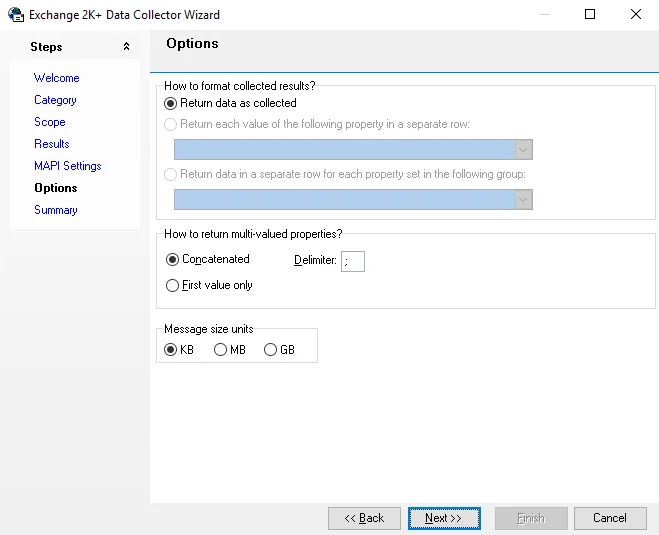 Exchange 2K+ Data Collector Wizard
Steps
Welcome
Category
Scope
Results
MAPI Settings
Options
Summary
Options
How to format collected results?
Return data as collected
Return each value of the following property in a separate row:
Return data in a separate row for each property set in the following group:
How to return multi-valued properties?
Concatenated Delimiter: ;
First value only
Message size units
KB MB GB
<< Back Next >> Finish Cancel